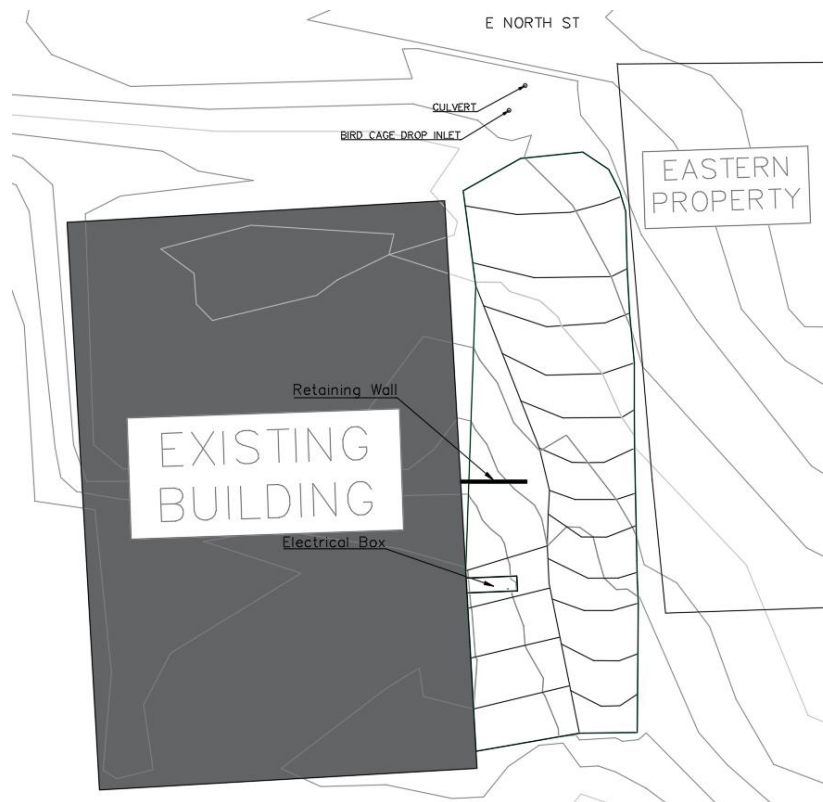 E NORTH ST
CULVERT
BIRD CAGE DROP INLET
EASTERN
PROPERTY
Retaining Wall
EXISTING
BUILDING
Electrical Box